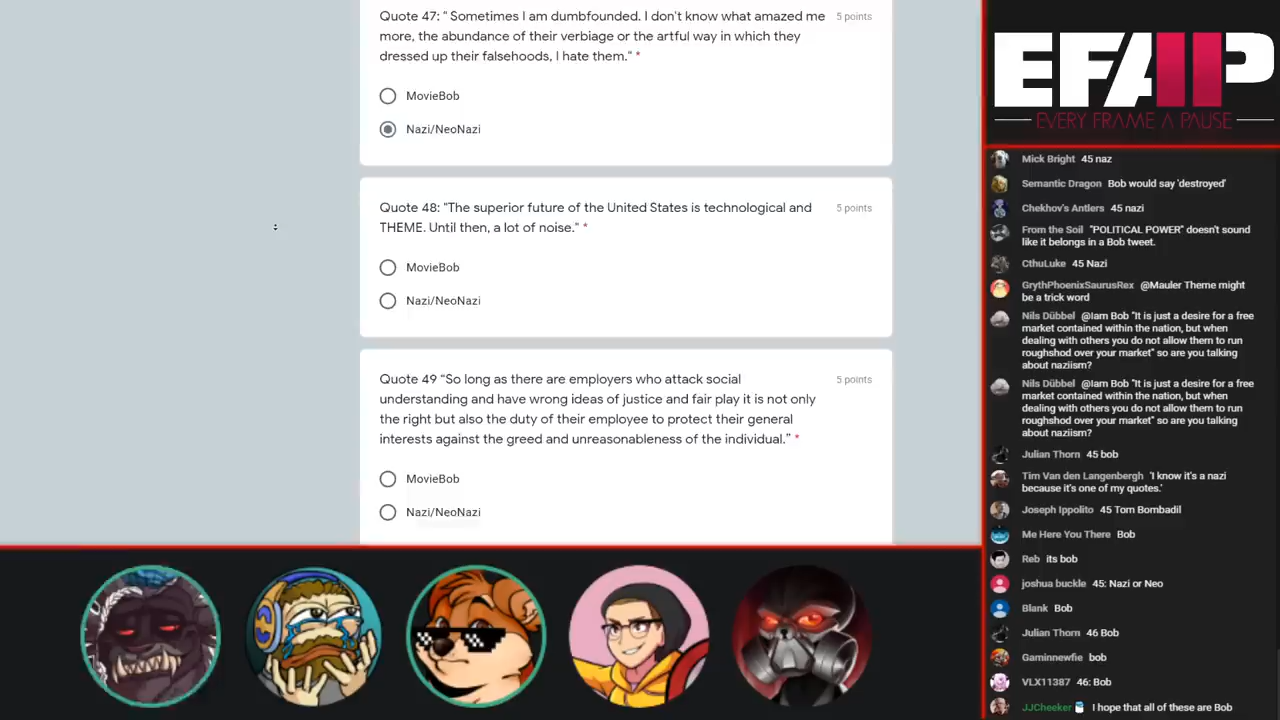 Quote 47: " Sometimes I am dumbfounded. I don't know what amazed me
5 points
more, the abundance of their verbiage or the artful way in which they
dressed up their falsehoods, I hate them." *
MovieBob
Nazi/NeoNazi
Quote 48: "The superior future of the United States is technological and
5 points
THEME. Until then, a lot of noise." *
MovieBob
Nazi/NeoNazi
Quote 49 “So long as there are employers who attack social
5 points
understanding and have wrong ideas of justice and fair play it is not only
the right but also the duty of their employee to protect their general
interests against the greed and unreasonableness of the individual.” *
MovieBob
Nazi/NeoNazi
EFAP
EVERY FRAME A PAUSE
Mick Bright 45 naz
Semantic Dragon Bob would say 'destroyed'
Chekhov's Antlers 45 nazi
From the Soil "POLITICAL POWER" doesn't sound
like it belongs in a Bob tweet.
CthuLuke 45 Nazi
GrythPhoenixSaurusRex @Mauler Theme might
be a trick word
Nils Dübbel @Iam Bob "It is just a desire for a free
market contained within the nation, but when
dealing with others you do not allow them to run
roughshod over your market" so are you talking
about naziism?
Nils Dübbel @Iam Bob "It is just a desire for a free
market contained within the nation, but when
dealing with others you do not allow them to run
roughshod over your market" so are you talking
about naziism?
Julian Thorn 45 bob
Tim Van den Langenbergh 'I know it's a nazi
because it's one of my quotes.'
Joseph Ippolito 45 Tom Bombadil
Me Here You There Bob
Reb its bob
joshua buckle 45: Nazi or Neo
Blank Bob
Julian Thorn 46 Bob
Gaminnewfie bob
VLX11387 46: Bob
JJCheeker I hope that all of these are Bob